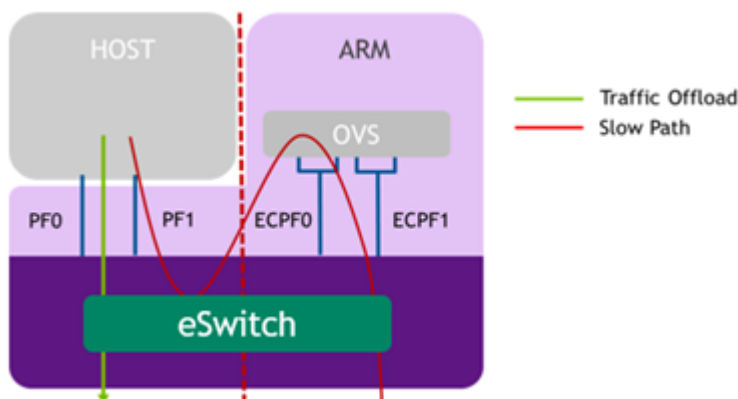 HOST
ARM
Traffic Offload
Slow Path
OVS
PF0
PF1
ECPF0
ECPF1
eSwitch